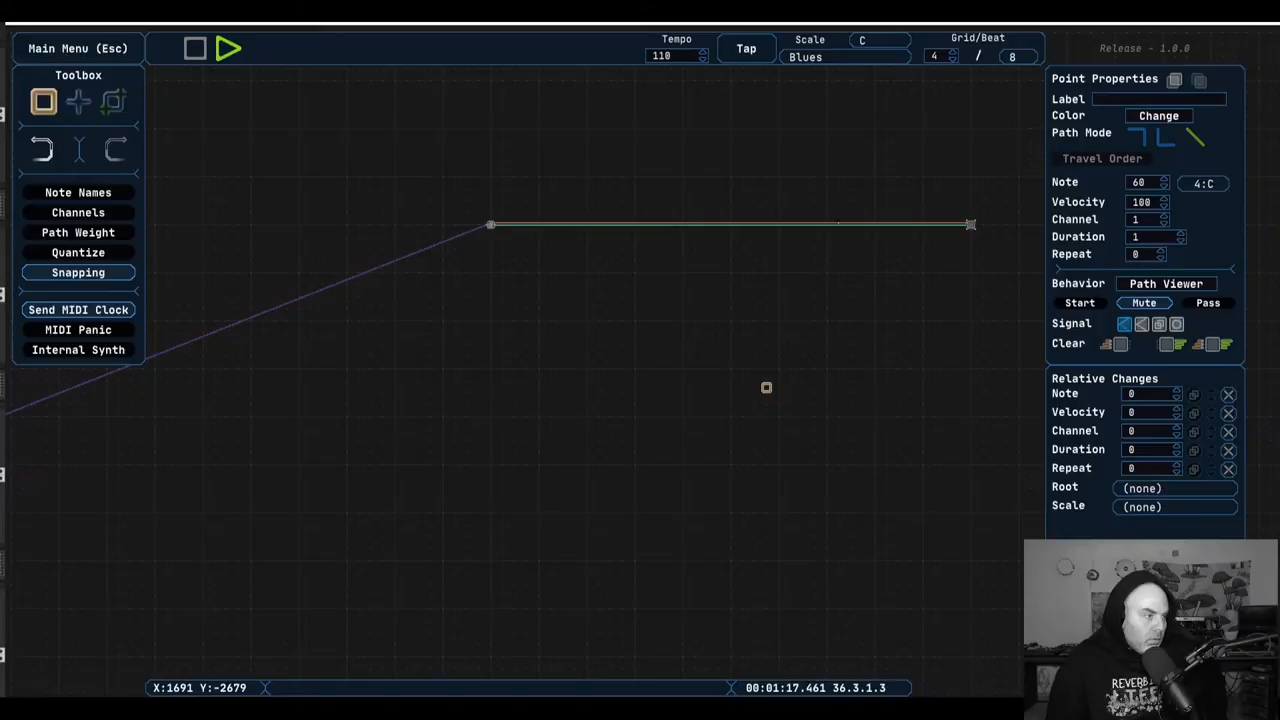 Main Menu (Esc)
Tempo
110
Tap
Scale
C
Blues
Grid/Beat
4 / 8
Release - 1.0.0
Toolbox
Note Names
Channels
Path Weight
Quantize
Snapping
Send MIDI Clock
MIDI Panic
Internal Synth
Point Properties
Label
Color Change
Path Mode
Travel Order
Note 60 4:C
Velocity 100
Channel 1
Duration 1
Repeat 0
Behavior Path Viewer
Start Mute Pass
Signal
Clear
Relative Changes
Note 0
Velocity 0
Channel 0
Duration 0
Repeat 0
Root (none)
Scale (none)
X:1691 Y:-2679
00:01:17.461 36.3.1.3